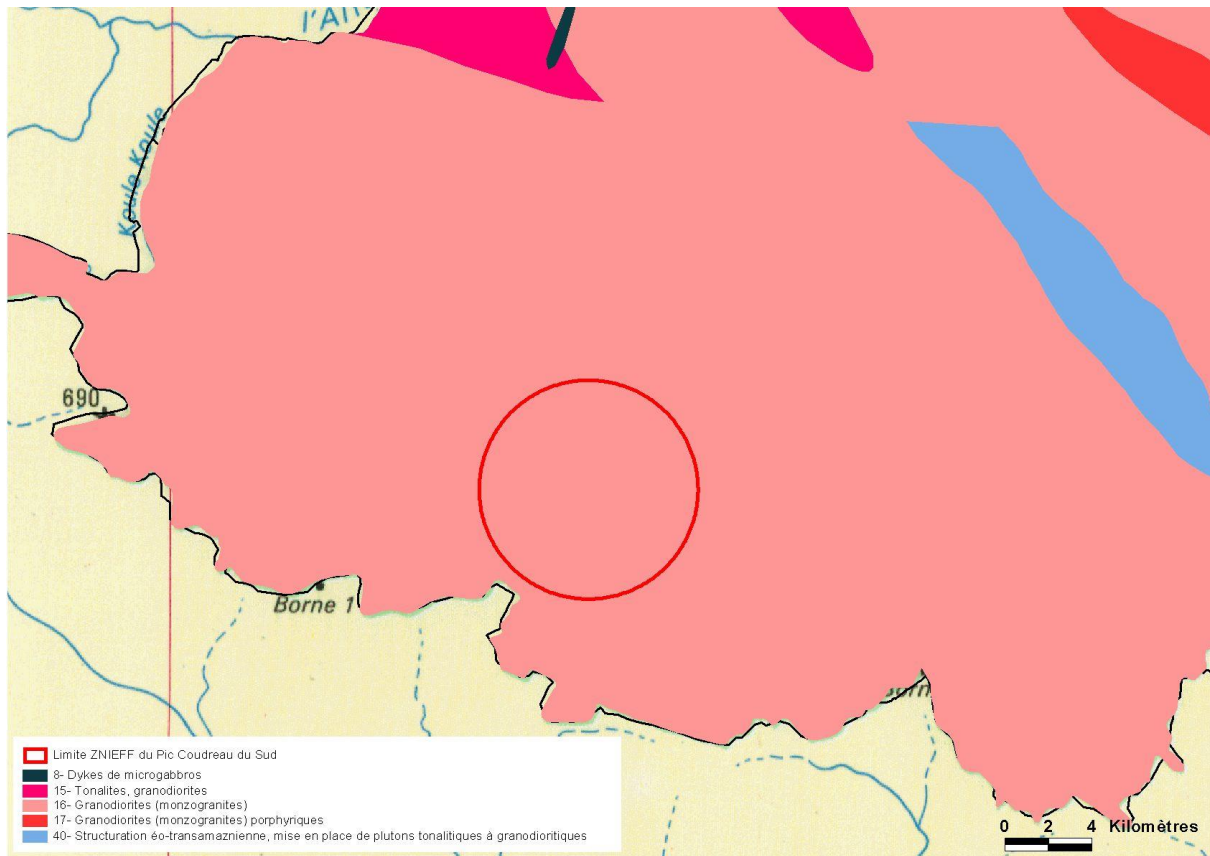 l'Alit
Koule Koule
690
Borne 1
Limite ZNIEFF du Pic Coudreau du Sud
8- Dykes de microgabbros
15- Tonalites, granodiorites
16- Granodiorites (monzogranites)
17- Granodiorites (monzogranites) porphyriques
40- Structuration éo-transamaznienne, mise en place de plutons tonalitiques à granodioritiques
0 2 4 Kilomètres